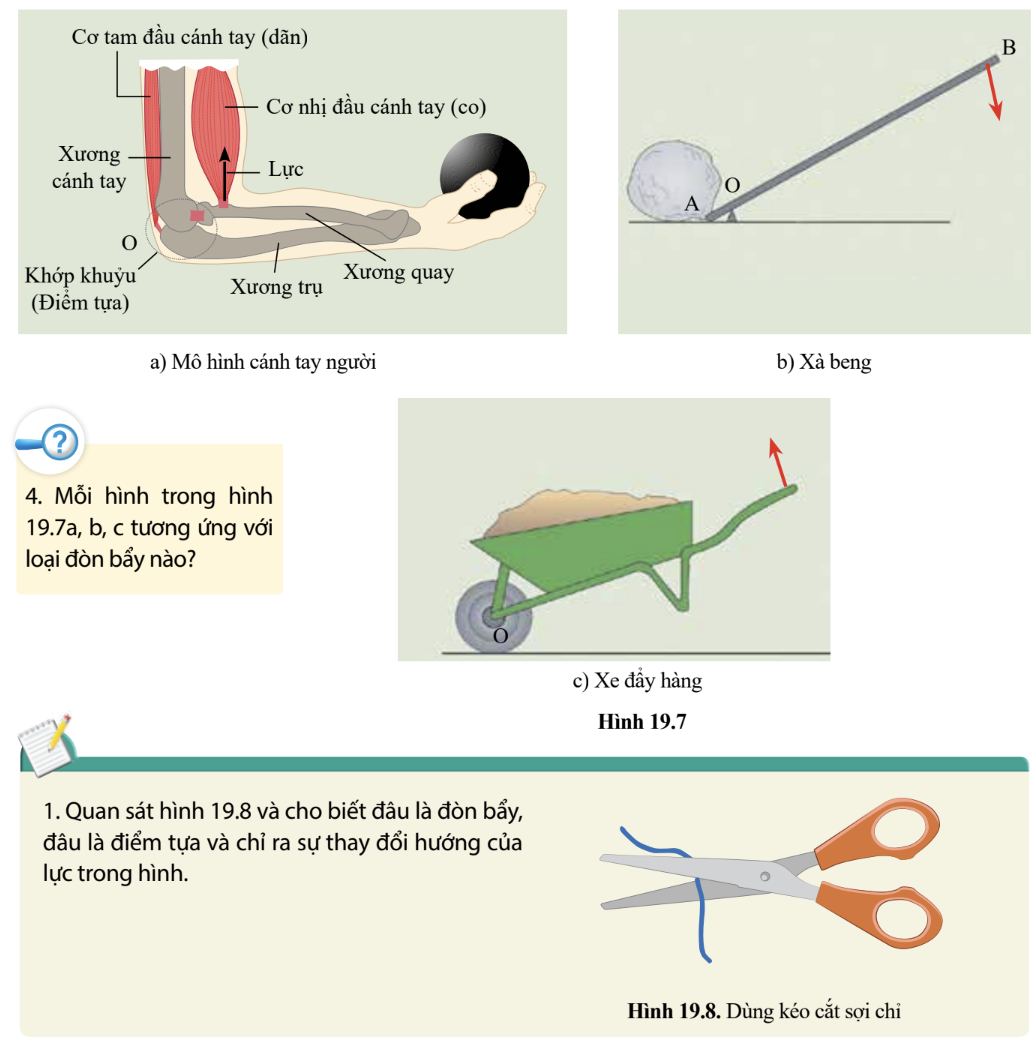 Cơ tam đầu cánh tay (dãn)
Cơ nhị đầu cánh tay (co)
Xương
cánh tay
Lực
O
Khớp khuỷu
(Điểm tựa)
Xương trụ
Xương quay
a) Mô hình cánh tay người
B
O
A
b) Xà beng
?
4. Mỗi hình trong hình
19.7a, b, c tương ứng với
loại đòn bẩy nào?
O
c) Xe đẩy hàng
Hình 19.7
1. Quan sát hình 19.8 và cho biết đâu là đòn bẩy,
đâu là điểm tựa và chỉ ra sự thay đổi hướng của
lực trong hình.
Hình 19.8. Dùng kéo cắt sợi chỉ